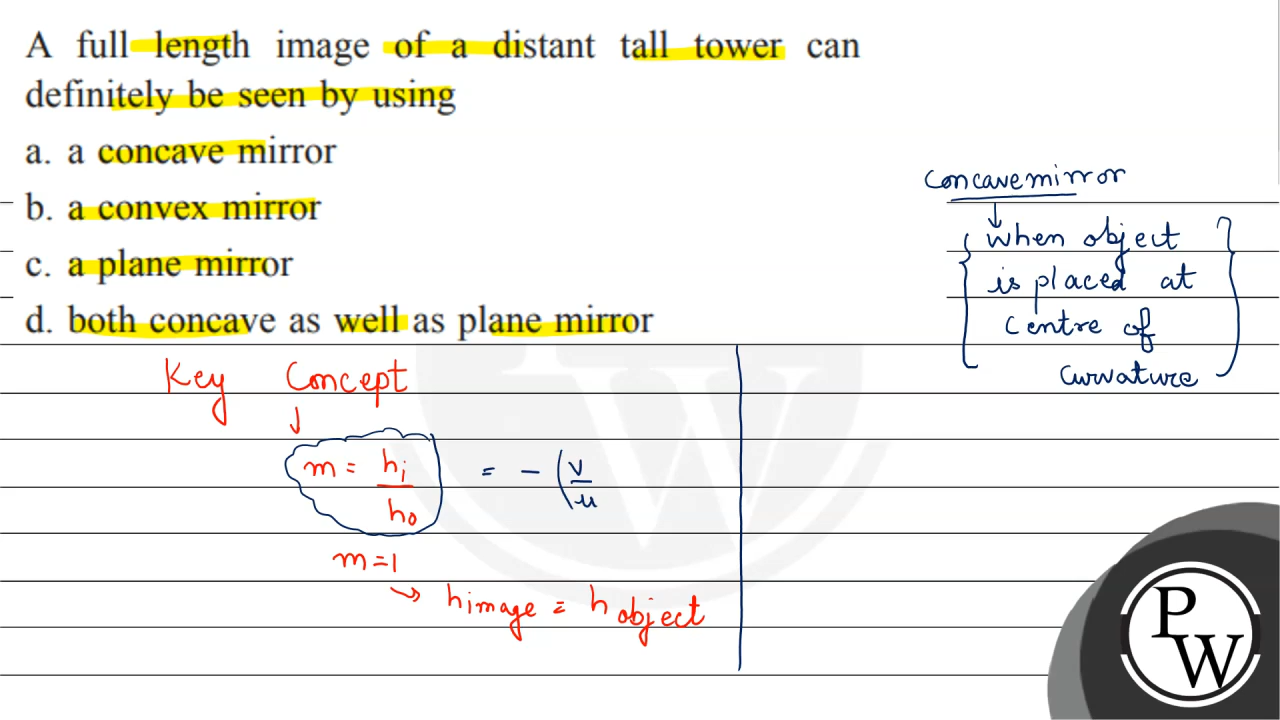 A full length image of a distant tall tower can
definitely be seen by using
a. a concave mirror
b. a convex mirror
c. a plane mirror
d. both concave as well as plane mirror
concave mirror
↓
when object
is placed at
centre of
curvature
Key Concept
↓
m = hi/ho = -(v/u
m=1
↳ himage = hobject
P
W